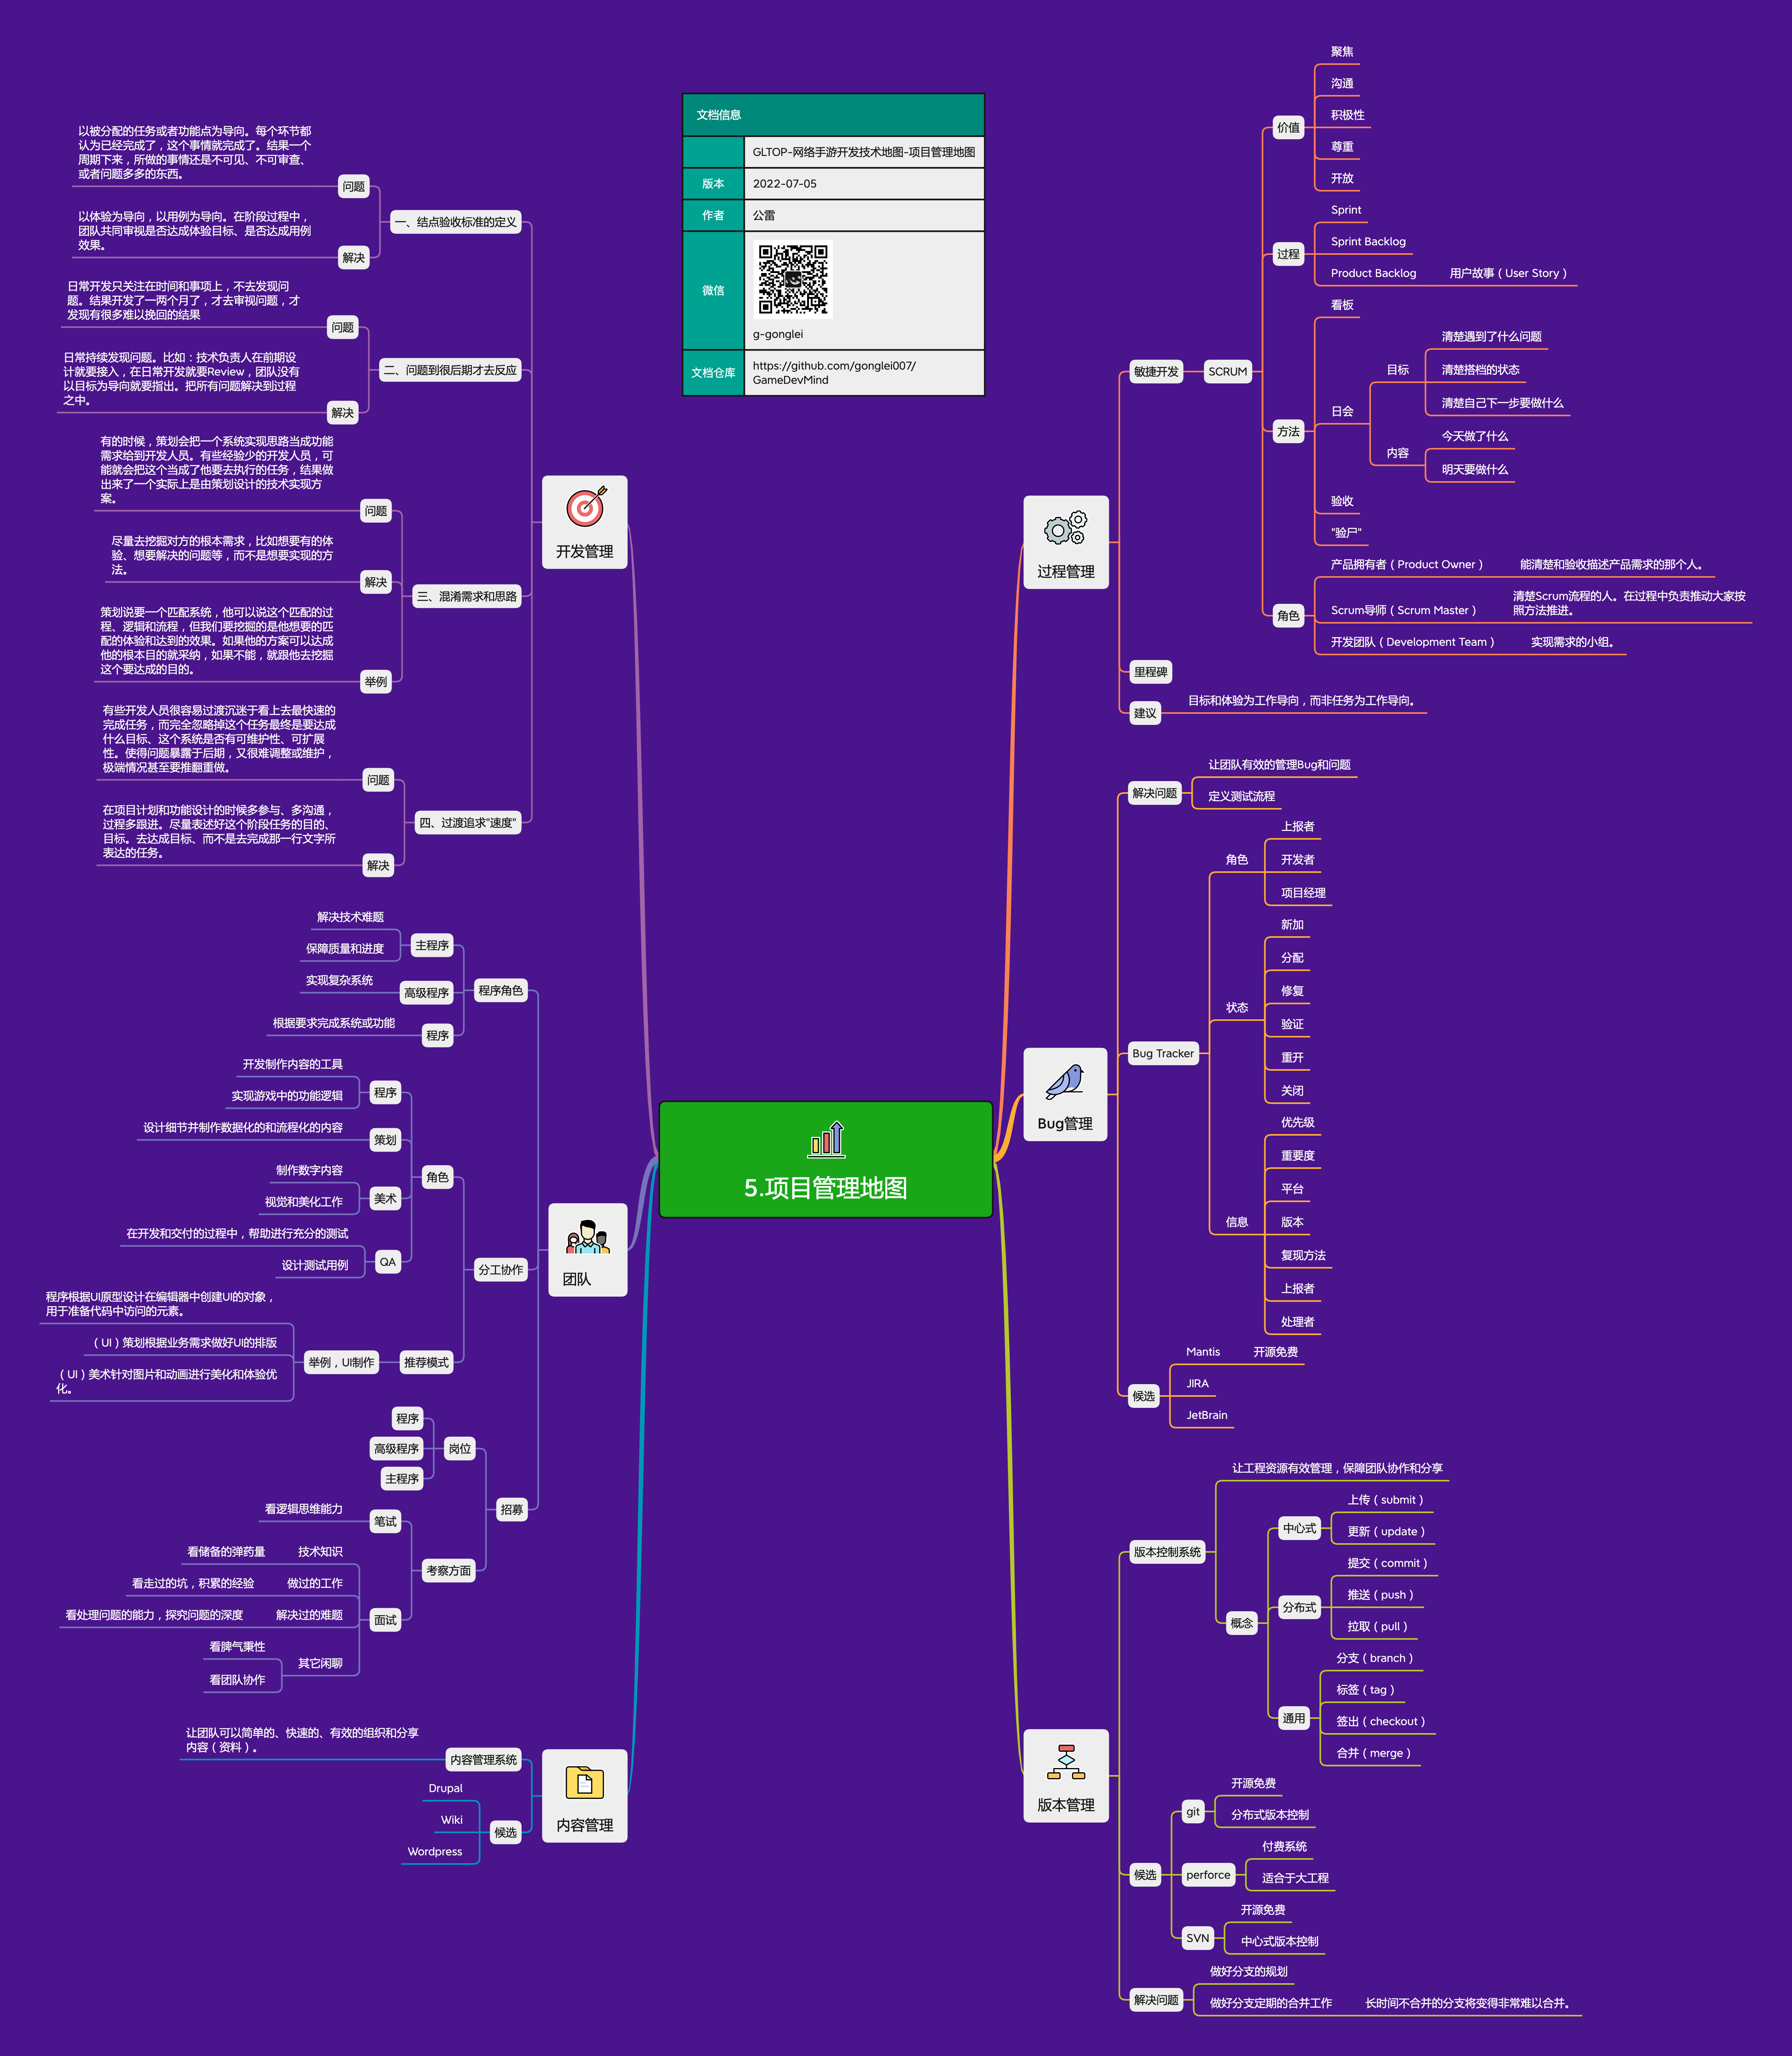 文档信息
GLTOP-网络手游开发技术地图-项目管理地图
版本
2022-07-05
作者
公雷
微信
g-gonglei
文档仓库
https://github.com/gonglei007/
GameDevMind
5.项目管理地图
过程管理
敏捷开发
SCRUM
价值
聚焦
沟通
积极性
尊重
开放
过程
Sprint
Sprint Backlog
Product Backlog
用户故事（User Story）
方法
看板
日会
目标
清楚遇到了什么问题
清楚搭档的状态
清楚自己下一步要做什么
内容
今天做了什么
明天要做什么
验收
"验尸"
角色
产品拥有者（Product Owner）
能清楚和验收描述产品需求的那个人。
Scrum导师（Scrum Master）
清楚Scrum流程的人。在过程中负责推动大家按
照方法推进。
开发团队（Development Team）
实现需求的小组。
里程碑
建议
目标和体验为工作导向，而非任务为工作导向。
Bug管理
解决问题
让团队有效的管理Bug和问题
定义测试流程
Bug Tracker
角色
上报者
开发者
项目经理
状态
新加
分配
修复
验证
重开
关闭
信息
优先级
重要度
平台
版本
复现方法
上报者
处理者
候选
Mantis
开源免费
JIRA
JetBrain
版本管理
版本控制系统
让工程资源有效管理，保障团队协作和分享
概念
中心式
上传（submit）
更新（update）
分布式
提交（commit）
推送（push）
拉取（pull）
通用
分支（branch）
标签（tag）
签出（checkout）
合并（merge）
候选
git
开源免费
分布式版本控制
perforce
付费系统
适合于大工程
SVN
开源免费
中心式版本控制
解决问题
做好分支的规划
做好分支定期的合并工作
长时间不合并的分支将变得非常难以合并。
开发管理
一、结点验收标准的定义
问题
以被分配的任务或者功能点为导向。每个环节都
认为已经完成了，这个事情就完成了。结果一个
周期下来，所做的事情还是不可见、不可审查、
或者问题多多的东西。
解决
以体验为导向，以用例为导向。在阶段过程中，
团队共同审视是否达成体验目标、是否达成用例
效果。
二、问题到很后期才去反应
问题
日常开发只关注在时间和事项上，不去发现问
题。结果开发了一两个月了，才去审视问题，才
发现有很多难以挽回的结果
解决
日常持续发现问题。比如：技术负责人在前期设
计就要接入，在日常开发就要Review，团队没有
以目标为导向就要指出。把所有问题解决到过程
之中。
三、混淆需求和思路
问题
有的时候，策划会把一个系统实现思路当成功能
需求给到开发人员。有些经验少的开发人员，可
能就会把这个当成了他要去执行的任务，结果做
出来了一个实际上是由策划设计的技术实现方
案。
解决
尽量去挖掘对方的根本需求，比如想要有的体
验、想要解决的问题等，而不是想要实现的方
法。
举例
策划说要一个匹配系统，他可以说这个匹配的过
程、逻辑和流程，但我们要挖掘的是他想要的匹
配的体验和达到的效果。如果他的方案可以达成
他的根本目的就采纳，如果不能，就跟他去挖掘
这个要达成的目的。
四、过渡追求"速度"
问题
有些开发人员很容易过渡沉迷于看上去最快速的
完成任务，而完全忽略掉这个任务最终是要达成
什么目标、这个系统是否有可维护性、可扩展
性。使得问题暴露于后期，又很难调整或维护，
极端情况甚至要推翻重做。
解决
在项目计划和功能设计的时候多参与、多沟通，
过程多跟进。尽量表述好这个阶段任务的目的、
目标。去达成目标、而不是去完成那一行文字所
表达的任务。
团队
程序角色
主程序
解决技术难题
保障质量和进度
高级程序
实现复杂系统
程序
根据要求完成系统或功能
分工协作
角色
程序
开发制作内容的工具
实现游戏中的功能逻辑
策划
设计细节并制作数据化的和流程化的内容
美术
制作数字内容
视觉和美化工作
QA
在开发和交付的过程中，帮助进行充分的测试
设计测试用例
推荐模式
举例，UI制作
程序根据UI原型设计在编辑器中创建UI的对象，
用于准备代码中访问的元素。
（UI）策划根据业务需求做好UI的排版
（UI）美术针对图片和动画进行美化和体验优
化。
招募
岗位
程序
高级程序
主程序
考察方面
笔试
看逻辑思维能力
面试
技术知识
看储备的弹药量
做过的工作
看走过的坑，积累的经验
解决过的难题
看处理问题的能力，探究问题的深度
其它闲聊
看脾气秉性
看团队协作
内容管理
内容管理系统
让团队可以简单的、快速的、有效的组织和分享
内容（资料）。
候选
Drupal
Wiki
Wordpress